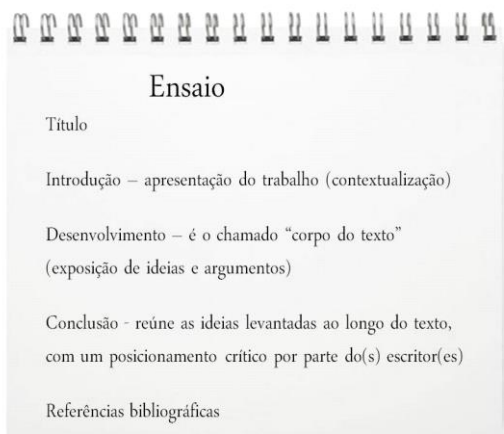 Ensaio
Título
Introdução – apresentação do trabalho (contextualização)
Desenvolvimento – é o chamado “corpo do texto”
(exposição de ideias e argumentos)
Conclusão - reúne as ideias levantadas ao longo do texto,
com um posicionamento crítico por parte do(s) escritor(es)
Referências bibliográficas